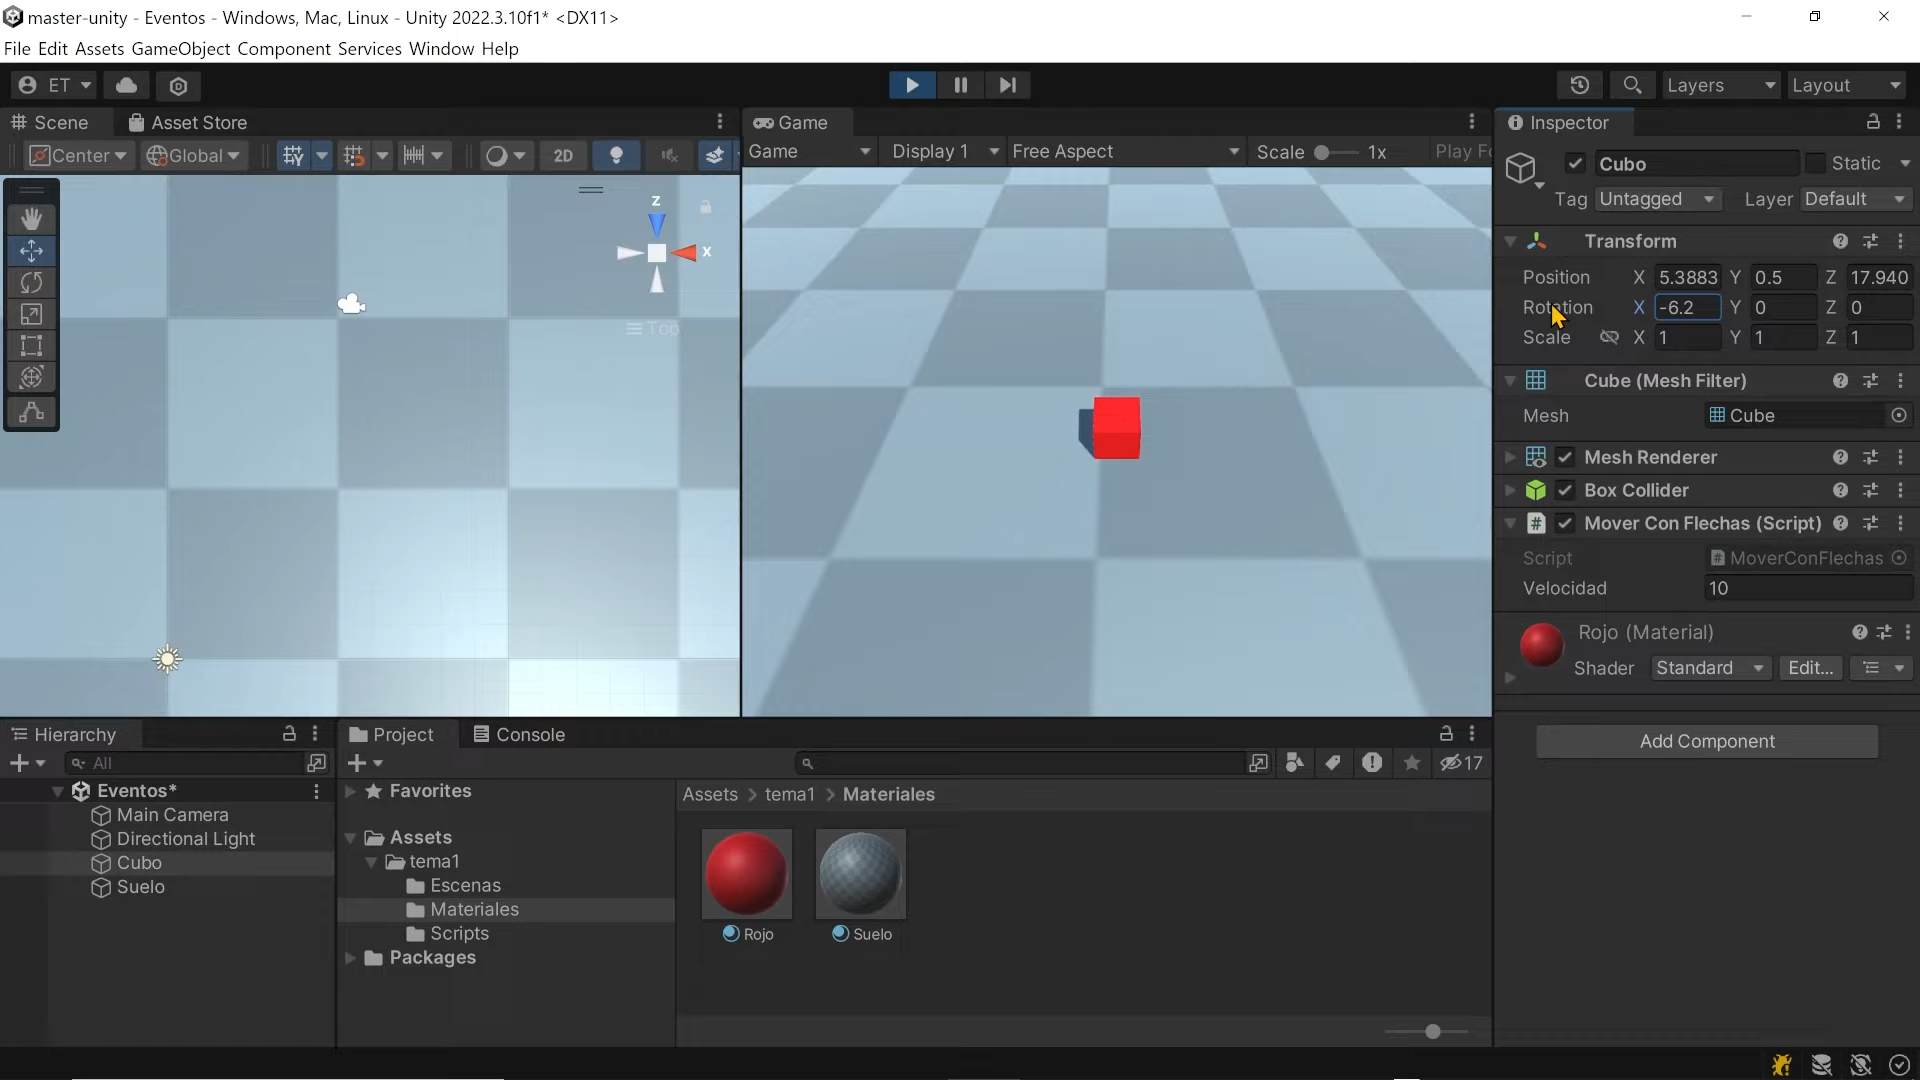 master-unity - Eventos - Windows, Mac, Linux - Unity 2022.3.10f1* <DX11>
File Edit Assets GameObject Component Services Window Help
ET
Layers
Layout
Scene
Asset Store
Game
Inspector
Center
Global
2D
Game
Display 1
Free Aspect
Scale
1x
Play Fo
Cubo
Static
Tag Untagged
Layer Default
Z
X
Top
Transform
Position X 5.3883 Y 0.5 Z 17.940
Rotation X -6.2 Y 0 Z 0
Scale X 1 Y 1 Z 1
Cube (Mesh Filter)
Mesh Cube
Mesh Renderer
Box Collider
Mover Con Flechas (Script)
Script MoverConFlechas
Velocidad 10
Rojo (Material)
Shader Standard Edit...
Add Component
Hierarchy
All
Eventos*
Main Camera
Directional Light
Cubo
Suelo
Project
Console
17
Favorites
Assets
tema1
Escenas
Materiales
Scripts
Packages
Assets > tema1 > Materiales
Rojo
Suelo